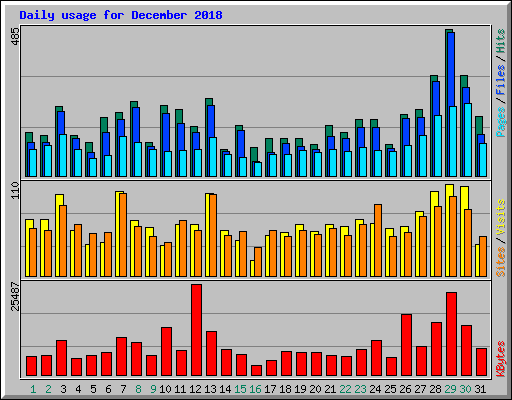 Daily usage for December 2018
485
Pages / Files / Hits
110
Sites / Visits
25487
KBytes
1 2 3 4 5 6 7 8 9 10 11 12 13 14 15 16 17 18 19 20 21 22 23 24 25 26 27 28 29 30 31